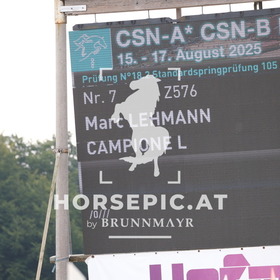 CSN-A* CSN-B
15. - 17. August 2025
Prüfung N°18.2 Standardspringprüfung 105
Nr. 7 Z576
Marc LEHMANN
CAMPIONE L
HORSEPIC.AT
by BRUNNMAYR